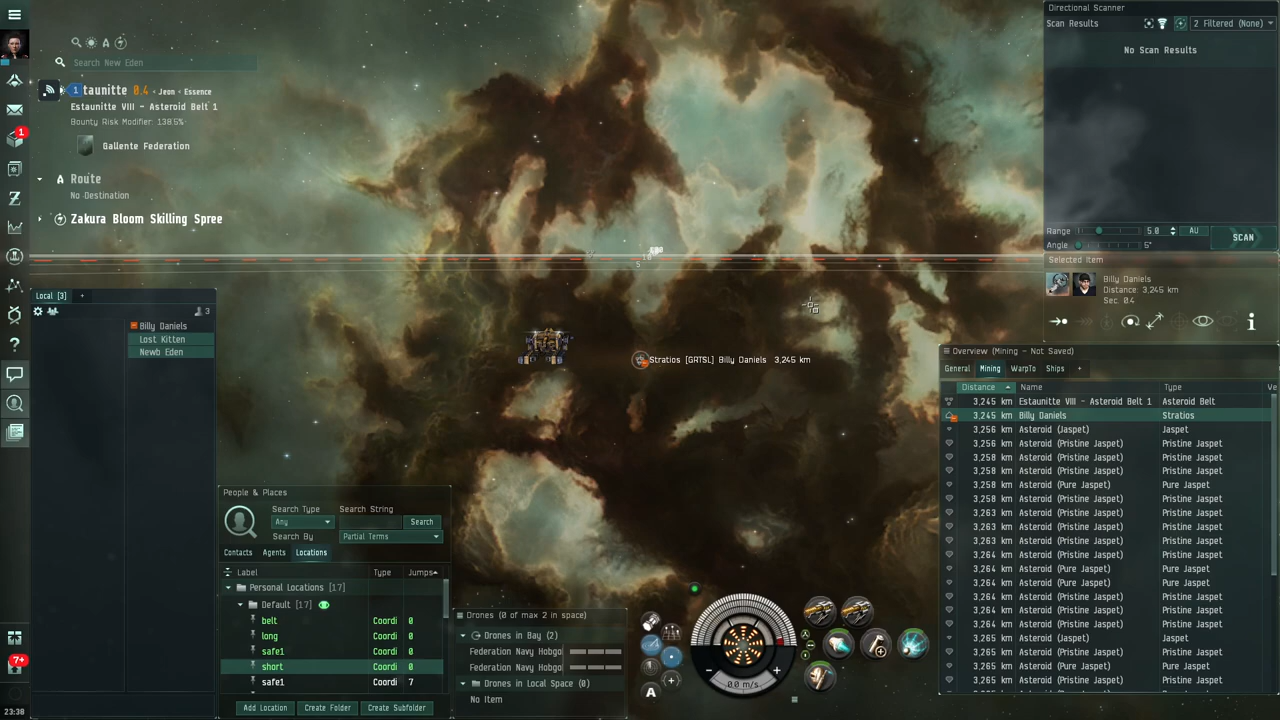 Search New Eden
1
taunitte 0.4 < Jeon < Essence
Estaunitte VIII - Asteroid Belt 1
Bounty Risk Modifier: 138.5%
Gallente Federation
Route
No Destination
Zakura Bloom Skilling Spree
1
7+
23:38
Local [3]
+
3
Billy Daniels
Lost Kitten
Newb Eden
10
5
Stratios [GRTSL] Billy Daniels 3,245 km
People & Places
Search Type
Search String
Any
Search
Search By
Partial Terms
Contacts
Agents
Locations
Label
Type
Jumps
Personal Locations [17]
Default [17]
belt Coordi 0
long Coordi 0
safe1 Coordi 0
short Coordi 0
safe1 Coordi 7
Add Location
Create Folder
Create Subfolder
Drones (0 of max 2 in space)
Drones in Bay (2)
Federation Navy Hobgo
Federation Navy Hobgo
Drones in Local Space (0)
No Item
A
0.0 m/s
Directional Scanner
Scan Results
2 Filtered (None)
No Scan Results
Range
5.0
AU
SCAN
Angle
5°
Selected Item
Billy Daniels
Distance: 3,245 km
Sec. 0.4
Overview (Mining - Not Saved)
General
Mining
WarpTo
Ships
+
Distance Name Type Ve
3,245 km Estaunitte VIII - Asteroid Belt 1 Asteroid Belt
3,245 km Billy Daniels Stratios
3,256 km Asteroid (Jaspet) Jaspet
3,256 km Asteroid (Pristine Jaspet) Pristine Jaspet
3,258 km Asteroid (Pristine Jaspet) Pristine Jaspet
3,258 km Asteroid (Pristine Jaspet) Pristine Jaspet
3,258 km Asteroid (Pure Jaspet) Pure Jaspet
3,258 km Asteroid (Pristine Jaspet) Pristine Jaspet
3,263 km Asteroid (Pristine Jaspet) Pristine Jaspet
3,263 km Asteroid (Pristine Jaspet) Pristine Jaspet
3,263 km Asteroid (Pristine Jaspet) Pristine Jaspet
3,264 km Asteroid (Pristine Jaspet) Pristine Jaspet
3,264 km Asteroid (Pure Jaspet) Pure Jaspet
3,264 km Asteroid (Pure Jaspet) Pure Jaspet
3,264 km Asteroid (Pristine Jaspet) Pristine Jaspet
3,264 km Asteroid (Pristine Jaspet) Pristine Jaspet
3,264 km Asteroid (Pristine Jaspet) Pristine Jaspet
3,265 km Asteroid (Jaspet) Jaspet
3,265 km Asteroid (Pristine Jaspet) Pristine Jaspet
3,265 km Asteroid (Pure Jaspet) Pure Jaspet
3,265 km Asteroid (Pristine Jaspet) Pristine Jaspet